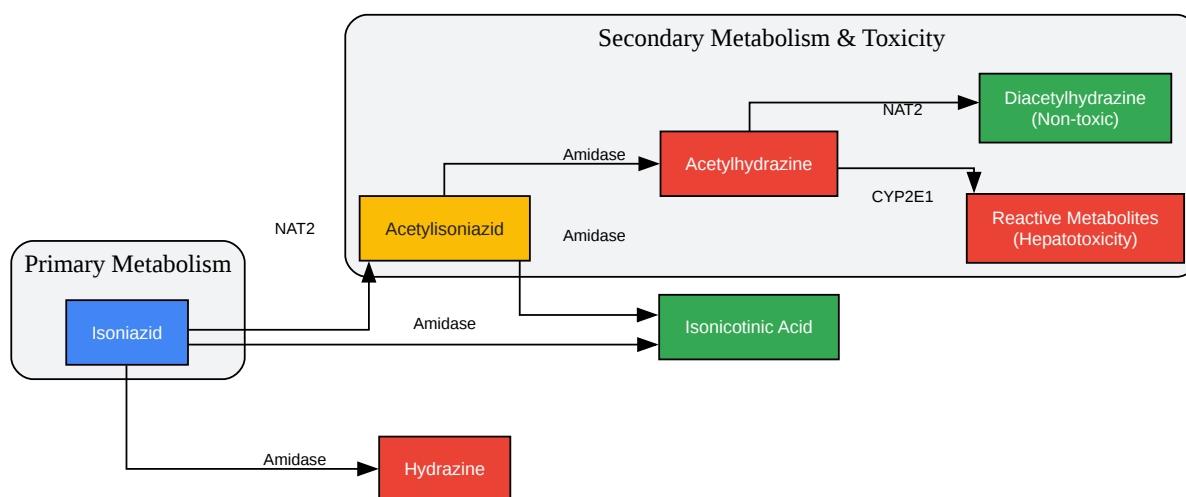 Secondary Metabolism & Toxicity
Diacetylhydrazine
(Non-toxic)
NAT2
Amidase
Acetylhydrazine
CYP2E1
Reactive Metabolites
(Hepatotoxicity)
NAT2
Acetylisoniazid
Amidase
Primary Metabolism
Isoniazid
Amidase
Isonicotinic Acid
Amidase
Hydrazine